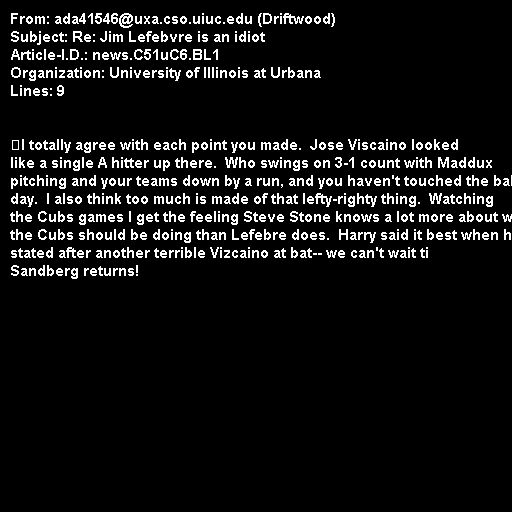 From: ada41546@uxa.cso.uiuc.edu (Driftwood)
Subject: Re: Jim Lefebvre is an idiot
Article-I.D.: news.C51uC6.BL1
Organization: University of Illinois at Urbana
Lines: 9

I totally agree with each point you made.  Jose Viscaino looked
like a single A hitter up there.  Who swings on 3-1 count with Maddux
pitching and your teams down by a run, and you haven't touched the
day.  I also think too much is made of that lefty-righty thing.  Watching
the Cubs games I get the feeling Steve Stone knows a lot more about
the Cubs should be doing than Lefebre does.  Harry said it best when
stated after another terrible Vizcaino at bat-- we can't wait ti
Sandberg returns!